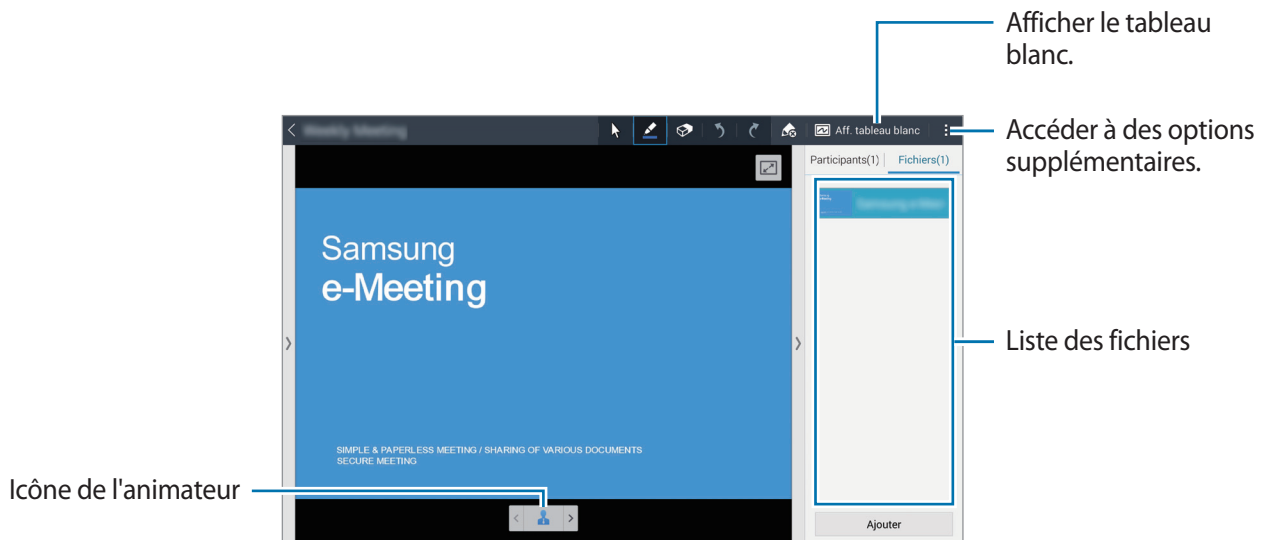 Afficher le tableau
blanc.
Aff. tableau blanc
Accéder à des options
supplémentaires.
Participants(1)
Fichiers(1)
Samsung
e-Meeting
Liste des fichiers
SIMPLE & PAPERLESS MEETING / SHARING OF VARIOUS DOCUMENTS
SECURE MEETING
Icône de l'animateur
Ajouter